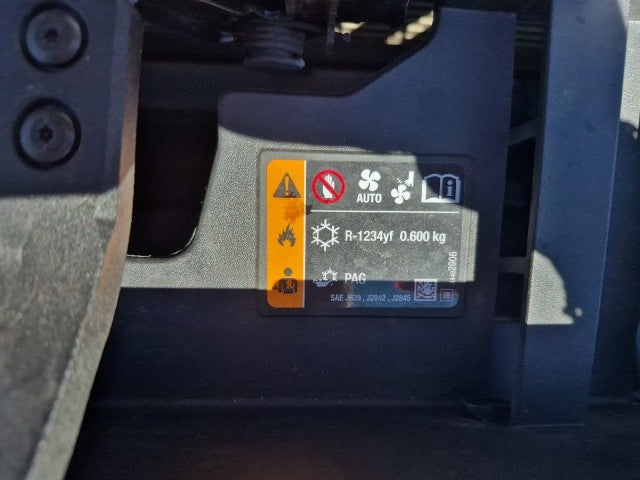 AUTO
R-1234yf 0.600 kg
PAG
SAE J639 , J2842 , J2845